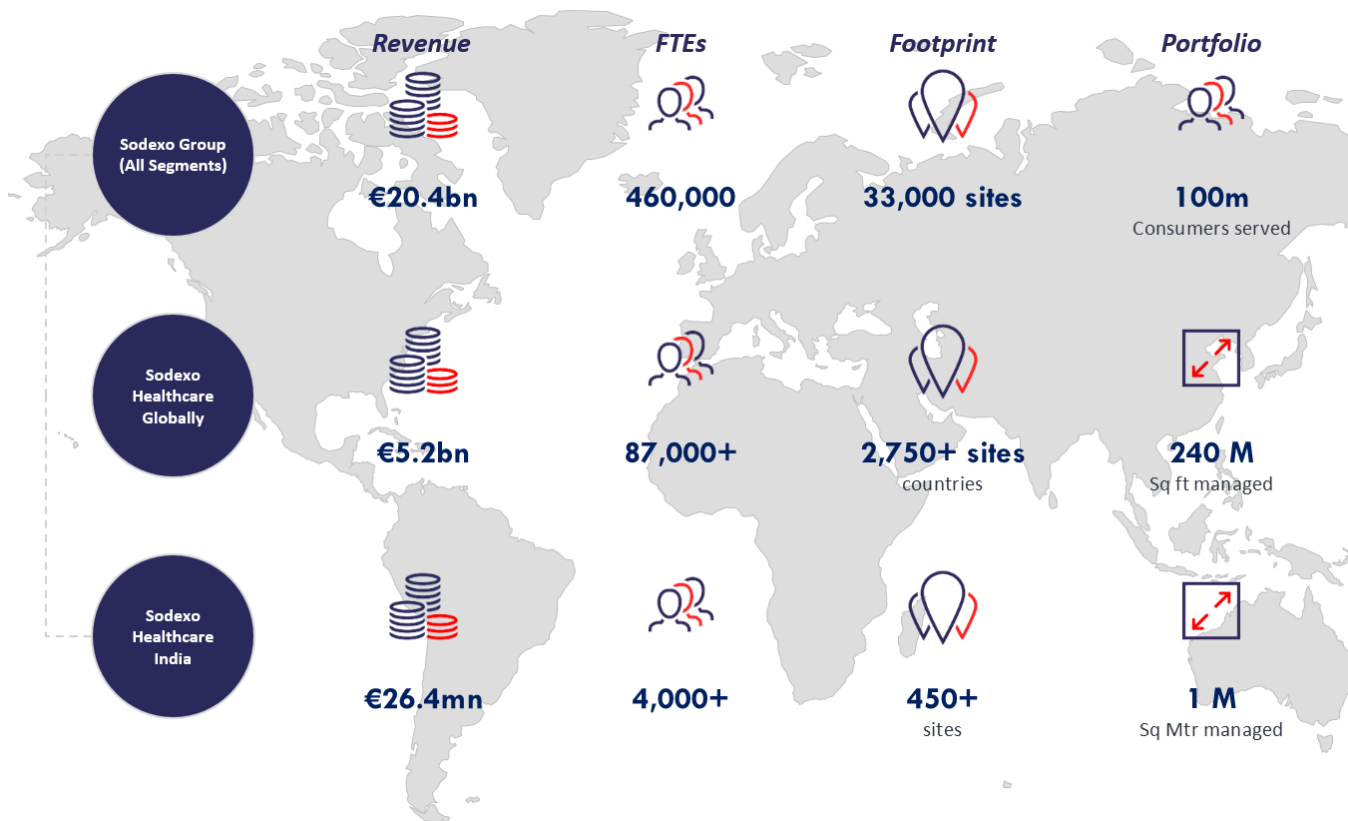 Revenue FTEs Footprint Portfolio
Sodexo Group
(All Segments)
€20.4bn 460,000 33,000 sites 100m
Consumers served
Sodexo
Healthcare
Globally
€5.2bn 87,000+ 2,750+ sites 240 M
countries Sq ft managed
Sodexo
Healthcare
India
€26.4mn 4,000+ 450+ 1 M
sites Sq Mtr managed